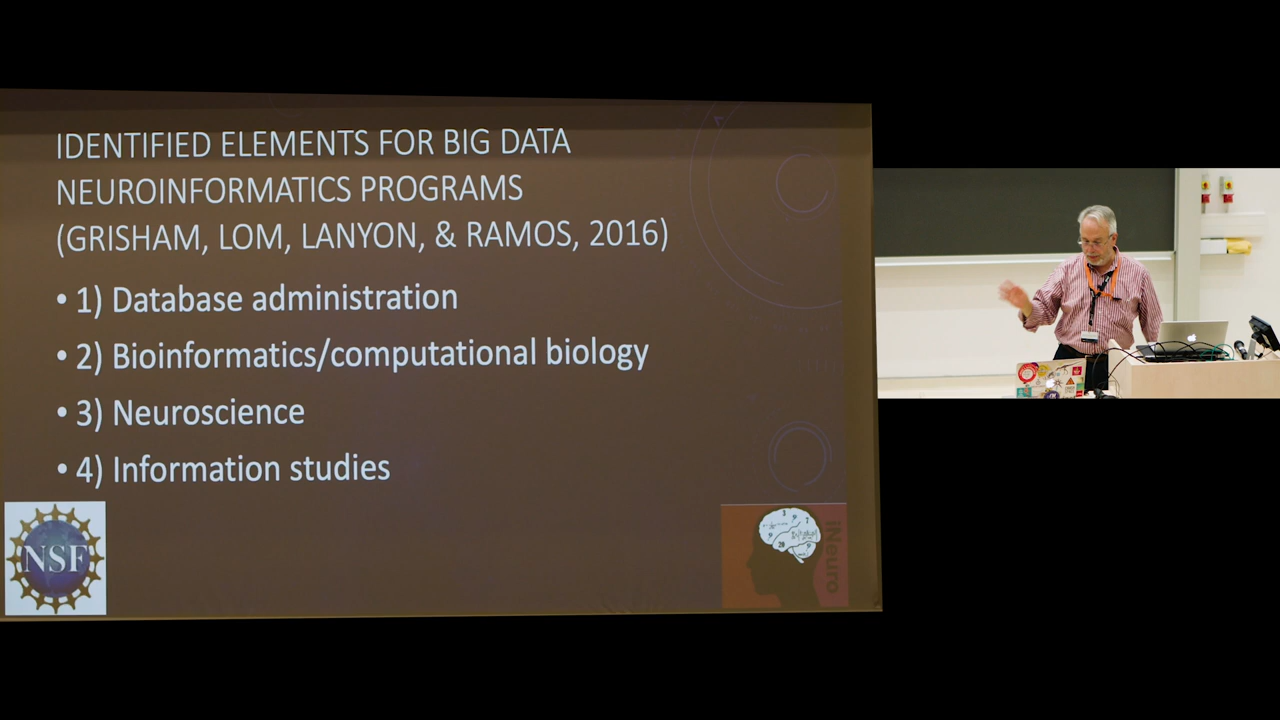 IDENTIFIED ELEMENTS FOR BIG DATA
NEUROINFORMATICS PROGRAMS
(GRISHAM, LOM, LANYON, & RAMOS, 2016)
• 1) Database administration
• 2) Bioinformatics/computational biology
• 3) Neuroscience
• 4) Information studies
NSF
iNeuro